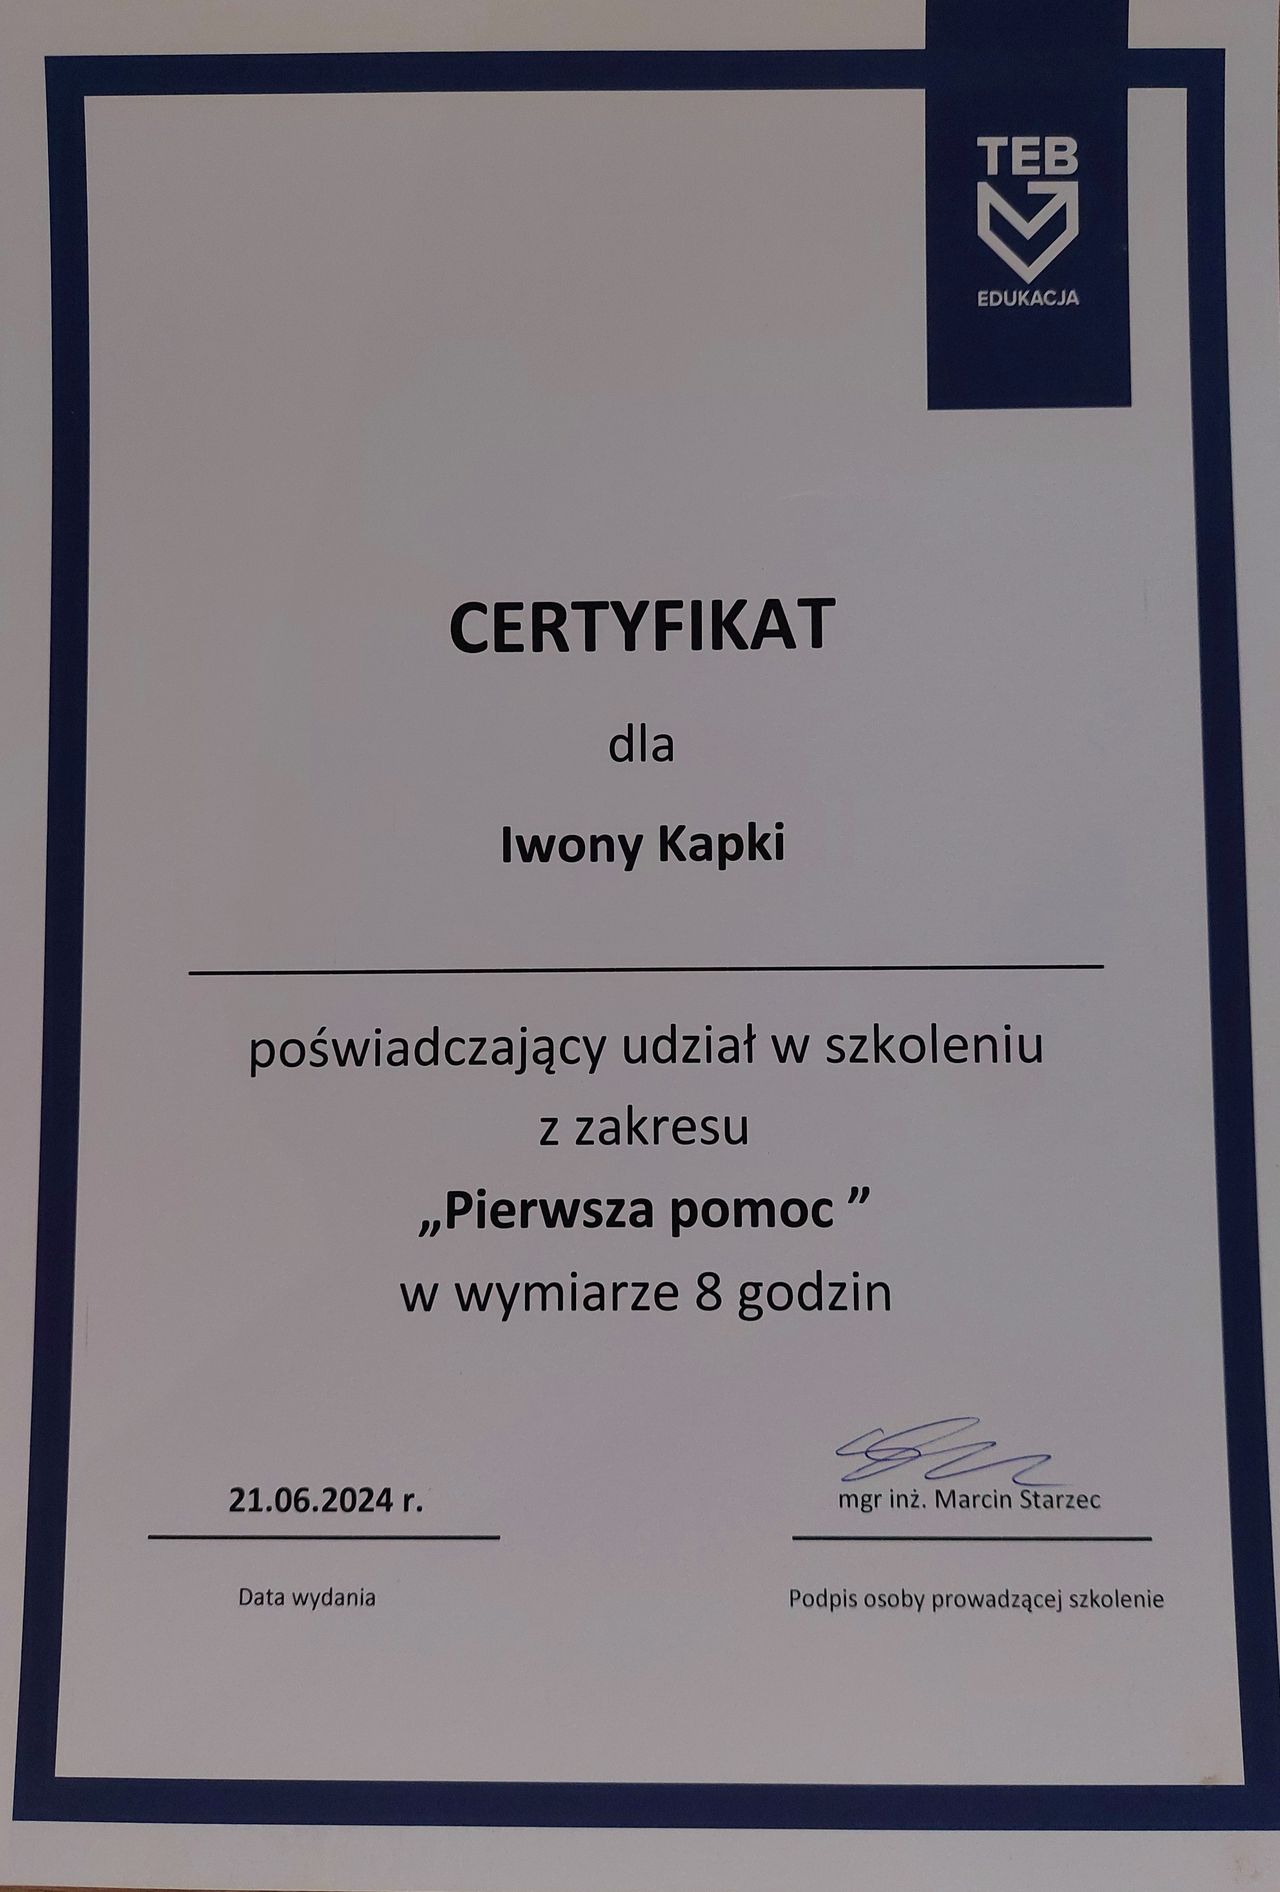 TEB
EDUKACJA
CERTYFIKAT
dla
Iwony Kapki
poświadczający udział w szkoleniu
z zakresu
„Pierwsza pomoc ”
w wymiarze 8 godzin
21.06.2024 r.
mgr inż. Marcin Starzec
Data wydania
Podpis osoby prowadzącej szkolenie